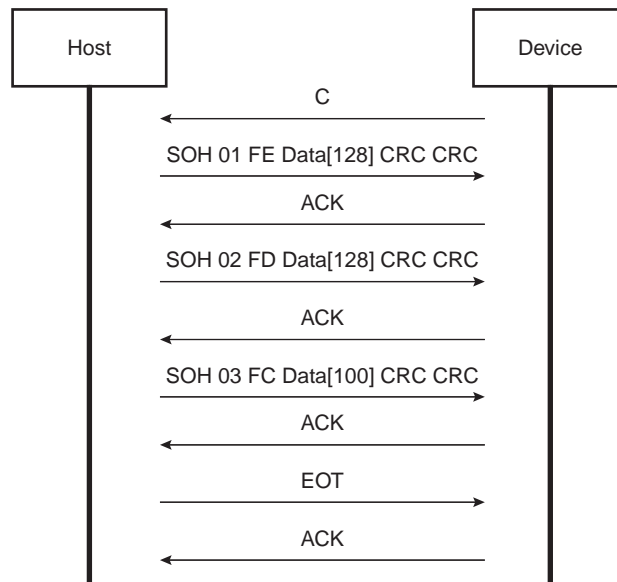 Host
Device
C
SOH 01 FE Data[128] CRC CRC
ACK
SOH 02 FD Data[128] CRC CRC
ACK
SOH 03 FC Data[100] CRC CRC
ACK
EOT
ACK